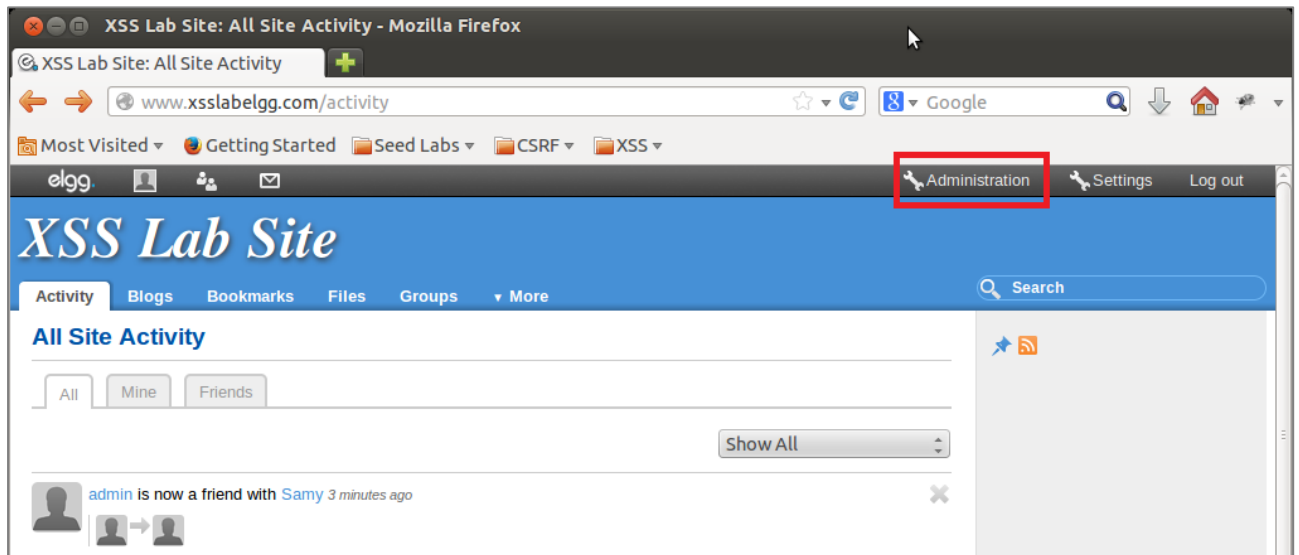 XSS Lab Site: All Site Activity - Mozilla Firefox
XSS Lab Site: All Site Activity
www.xsslabelgg.com/activity
Google
Most Visited Getting Started Seed Labs CSRF XSS
elgg. Administration Settings Log out
XSS Lab Site
Activity Blogs Bookmarks Files Groups More
Search
All Site Activity
All Mine Friends
Show All
admin is now a friend with Samy 3 minutes ago